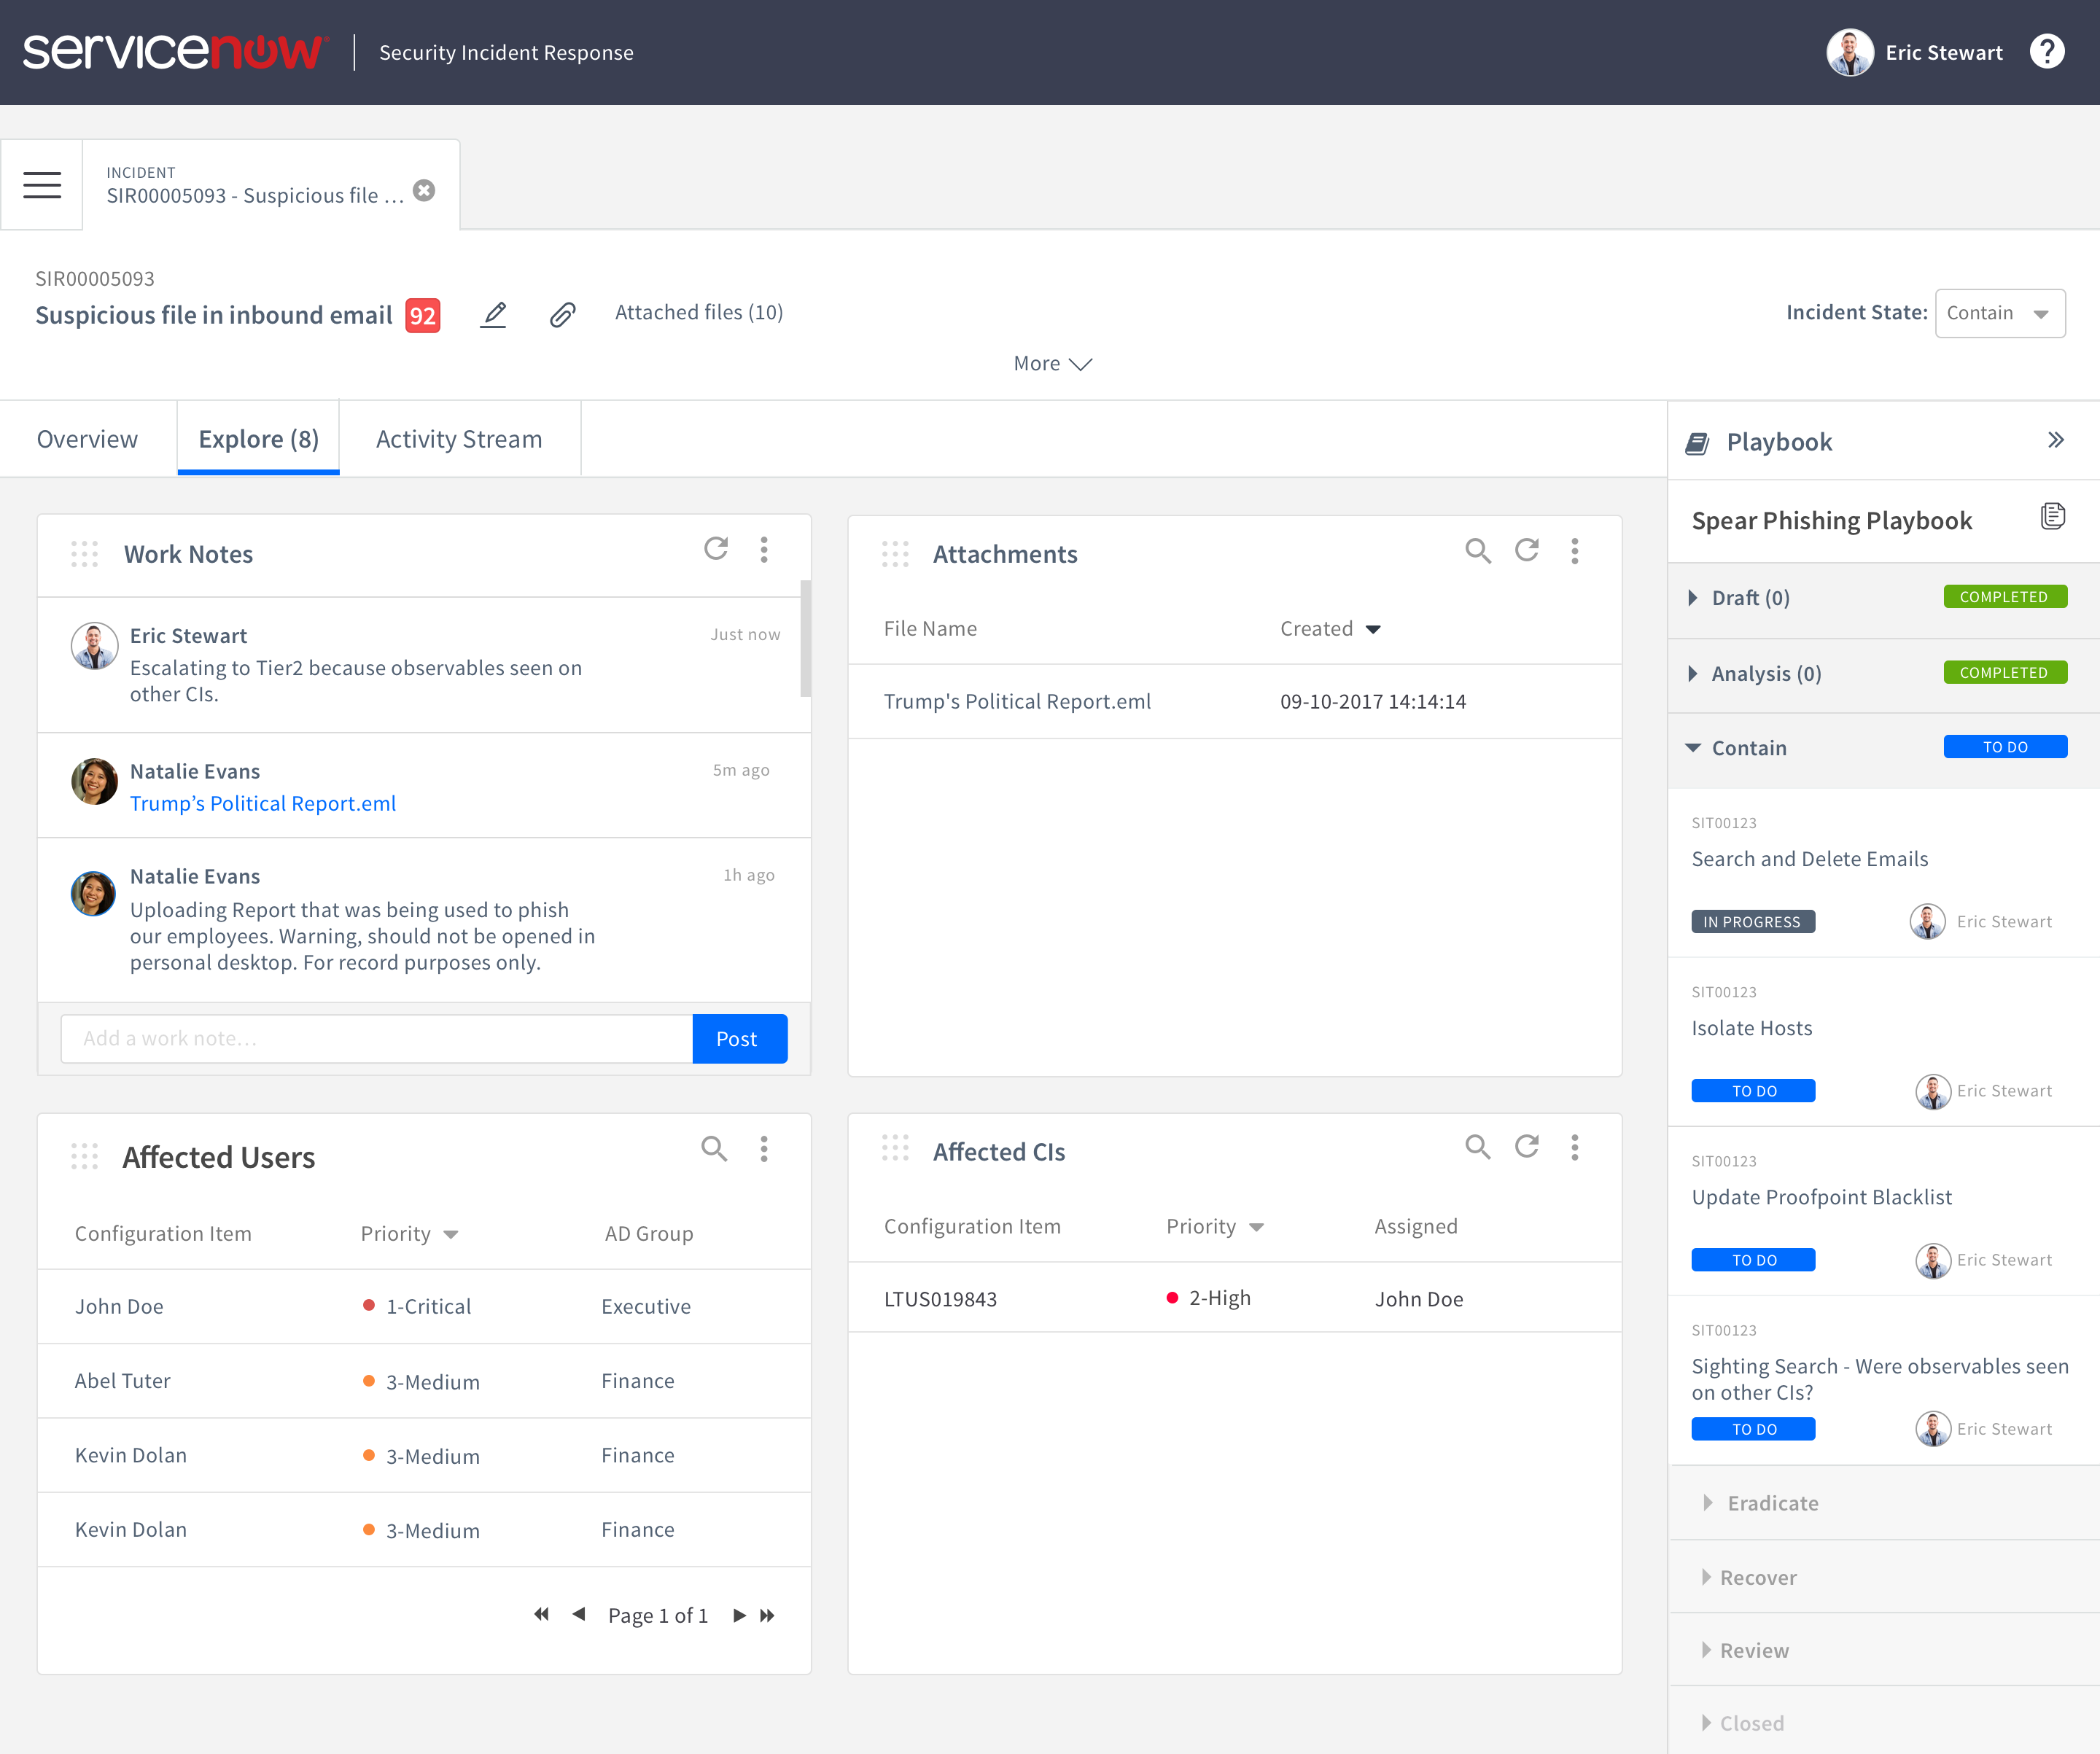 servicenow
Security Incident Response
Eric Stewart
?
INCIDENT
SIR00005093 - Suspicious file ...
SIR00005093
Suspicious file in inbound email 92
Attached files (10)
Incident State: Contain
More
Overview
Explore (8)
Activity Stream
Work Notes
Eric Stewart
Just now
Escalating to Tier2 because observables seen on
other CIs.
Natalie Evans
5m ago
Trump’s Political Report.eml
Natalie Evans
1h ago
Uploading Report that was being used to phish
our employees. Warning, should not be opened in
personal desktop. For record purposes only.
Add a work note...
Post
Attachments
File Name Created
Trump's Political Report.eml 09-10-2017 14:14:14
Affected Users
Configuration Item Priority AD Group
John Doe 1-Critical Executive
Abel Tuter 3-Medium Finance
Kevin Dolan 3-Medium Finance
Kevin Dolan 3-Medium Finance
Page 1 of 1
Affected CIs
Configuration Item Priority Assigned
LTUS019843 2-High John Doe
Playbook
Spear Phishing Playbook
Draft (0) COMPLETED
Analysis (0) COMPLETED
Contain TO DO
SIT00123
Search and Delete Emails
IN PROGRESS Eric Stewart
SIT00123
Isolate Hosts
TO DO Eric Stewart
SIT00123
Update Proofpoint Blacklist
TO DO Eric Stewart
SIT00123
Sighting Search - Were observables seen
on other CIs?
TO DO Eric Stewart
Eradicate
Recover
Review
Closed